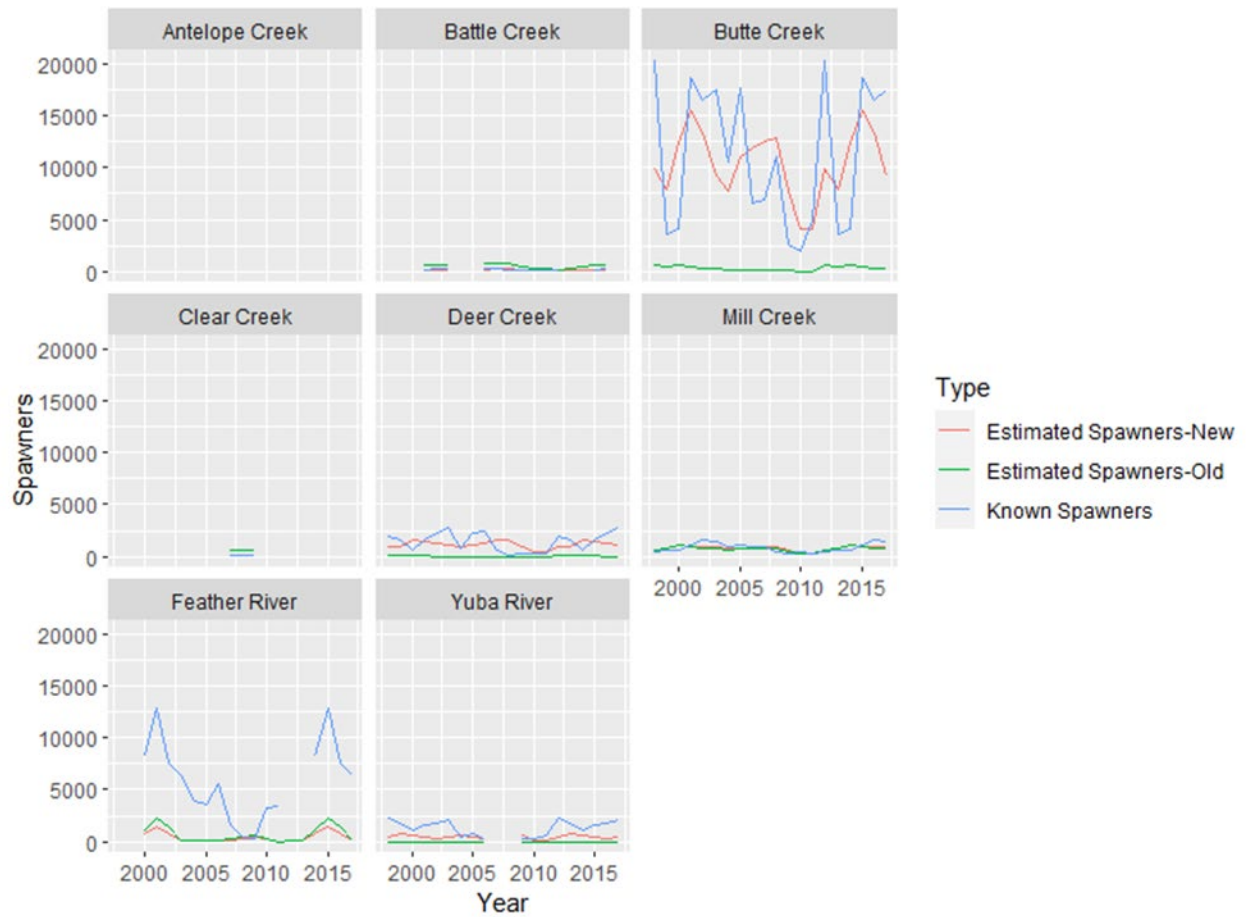 Antelope Creek Battle Creek Butte Creek
20000
15000
10000
5000
0
Clear Creek Deer Creek Mill Creek
20000
15000
10000
5000
0
Spawners
2000 2005 2010 2015
Feather River Yuba River
20000
15000
10000
5000
0
2000 2005 2010 2015 2000 2005 2010 2015
Year
Type
Estimated Spawners-New
Estimated Spawners-Old
Known Spawners